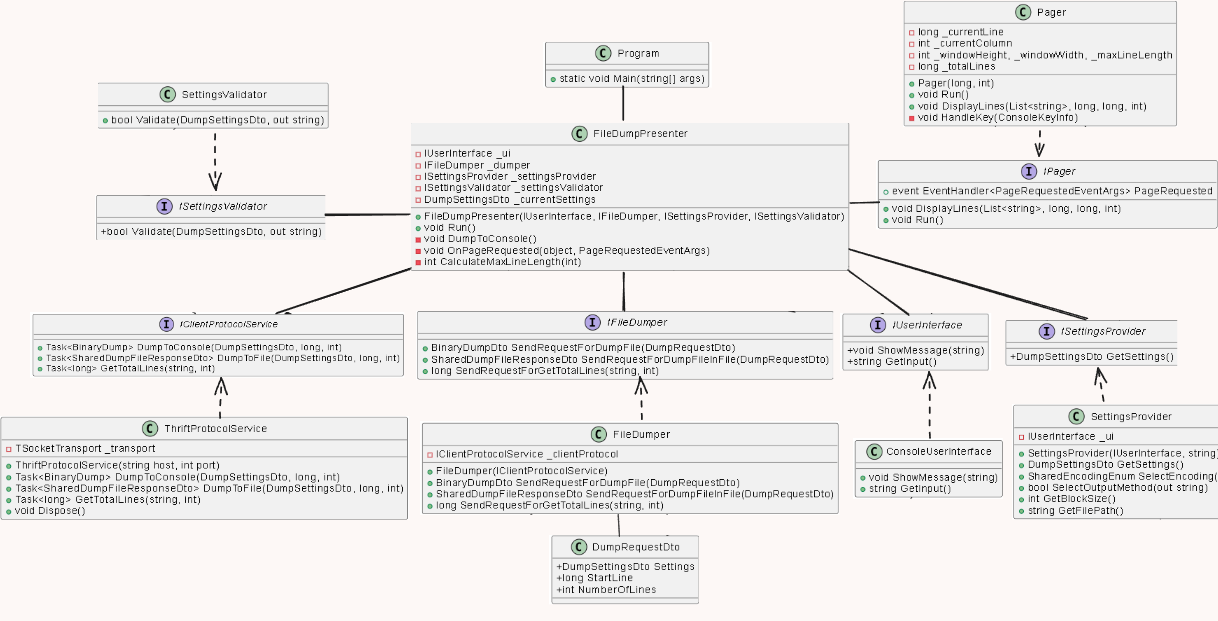 C Pager
long _currentLine
int _currentColumn
int _windowHeight, _windowWidth, _maxLineLength
long _totalLines
Pager(long, int)
void Run()
void DisplayLines(List<string>, long, long, int)
void HandleKey(ConsoleKeyInfo)
C Program
static void Main(string[] args)
C SettingsValidator
bool Validate(DumpSettingsDto, out string)
C FileDumpPresenter
IUserInterface _ui
IFileDumper _dumper
ISettingsProvider _settingsProvider
ISettingsValidator _settingsValidator
DumpSettingsDto _currentSettings
FileDumpPresenter(IUserInterface, IFileDumper, ISettingsProvider, ISettingsValidator)
void Run()
void DumpToConsole()
void OnPageRequested(object, PageRequestedEventArgs)
int CalculateMaxLineLength(int)
I IPager
event EventHandler<PageRequestedEventArgs> PageRequested
void DisplayLines(List<string>, long, long, int)
void Run()
I ISettingsValidator
+bool Validate(DumpSettingsDto, out string)
I IClientProtocolService
Task<BinaryDump> DumpToConsole(DumpSettingsDto, long, int)
Task<SharedDumpFileResponseDto> DumpToFile(DumpSettingsDto, long, int)
Task<long> GetTotalLines(string, int)
I IFileDumper
BinaryDumpDto SendRequestForDumpFile(DumpRequestDto)
SharedDumpFileResponseDto SendRequestForDumpFileInFile(DumpRequestDto)
long SendRequestForGetTotalLines(string, int)
I IUserInterface
+void ShowMessage(string)
+string GetInput()
I ISettingsProvider
+DumpSettingsDto GetSettings()
C ThriftProtocolService
TSocketTransport _transport
ThriftProtocolService(string host, int port)
Task<BinaryDump> DumpToConsole(DumpSettingsDto, long, int)
Task<SharedDumpFileResponseDto> DumpToFile(DumpSettingsDto, long, int)
Task<long> GetTotalLines(string, int)
void Dispose()
C FileDumper
IClientProtocolService _clientProtocol
FileDumper(IClientProtocolService)
BinaryDumpDto SendRequestForDumpFile(DumpRequestDto)
SharedDumpFileResponseDto SendRequestForDumpFileInFile(DumpRequestDto)
long SendRequestForGetTotalLines(string, int)
C ConsoleUserInterface
void ShowMessage(string)
string GetInput()
C SettingsProvider
IUserInterface _ui
SettingsProvider(IUserInterface, string)
DumpSettingsDto GetSettings()
SharedEncodingEnum SelectEncoding(
bool SelectOutputMethod(out string)
int GetBlockSize()
string GetFilePath()
C DumpRequestDto
+DumpSettingsDto Settings
+long StartLine
+int NumberOfLines